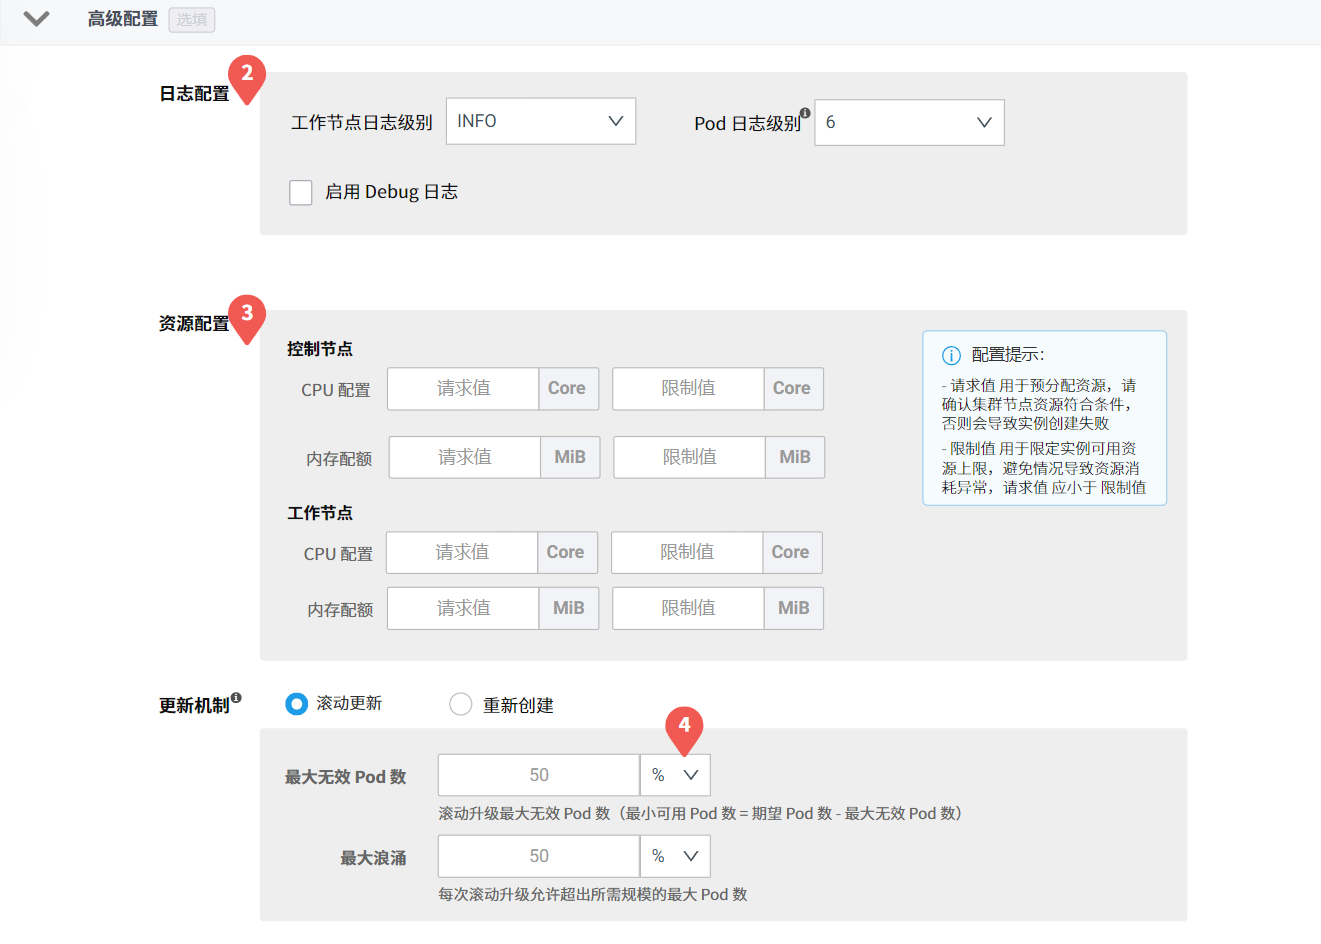 高级配置 选填
2
日志配置
工作节点日志级别 INFO Pod 日志级别 6
启用 Debug 日志
3
资源配置
控制节点
CPU 配置 请求值 Core 限制值 Core
内存配额 请求值 MiB 限制值 MiB
工作节点
CPU 配置 请求值 Core 限制值 Core
内存配额 请求值 MiB 限制值 MiB
配置提示：
- 请求值 用于预分配资源，请
确认集群节点资源符合条件，
否则会导致实例创建失败
- 限制值 用于限定实例可用资
源上限，避免情况导致资源消
耗异常，请求值 应小于 限制值
更新机制 滚动更新 重新创建
4
最大无效 Pod 数 50 %
滚动升级最大无效 Pod 数（最小可用 Pod 数 = 期望 Pod 数 - 最大无效 Pod 数）
最大浪涌 50 %
每次滚动升级允许超出所需规模的最大 Pod 数